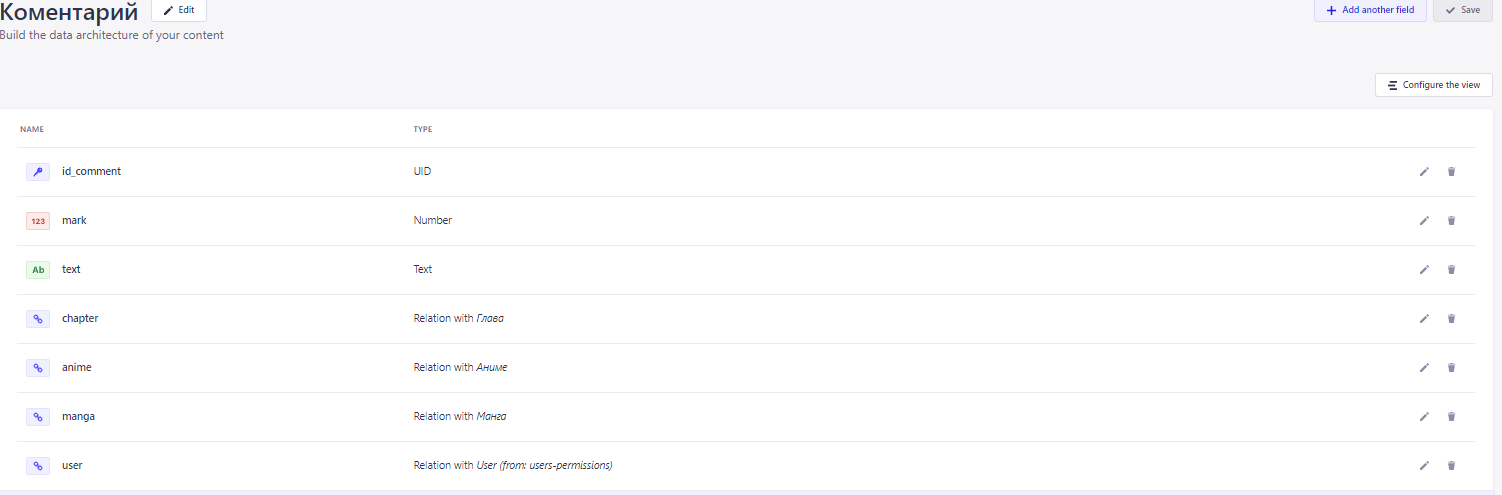 Коментарий
Edit
Add another field
Save
Build the data architecture of your content
Configure the view
NAME TYPE
id_comment UID
123 mark Number
Ab text Text
chapter Relation with Глава
anime Relation with Аниме
manga Relation with Манга
user Relation with User (from: users-permissions)